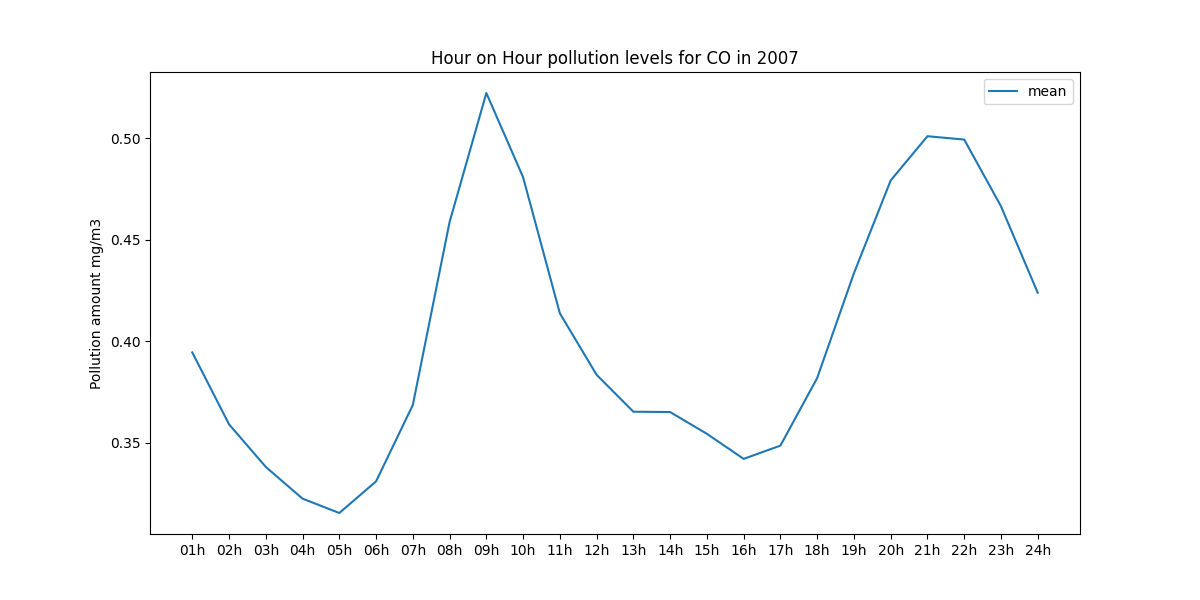 Hour on Hour pollution levels for CO in 2007
mean
Pollution amount mg/m3
0.50
0.45
0.40
0.35
01h 02h 03h 04h 05h 06h 07h 08h 09h 10h 11h 12h 13h 14h 15h 16h 17h 18h 19h 20h 21h 22h 23h 24h